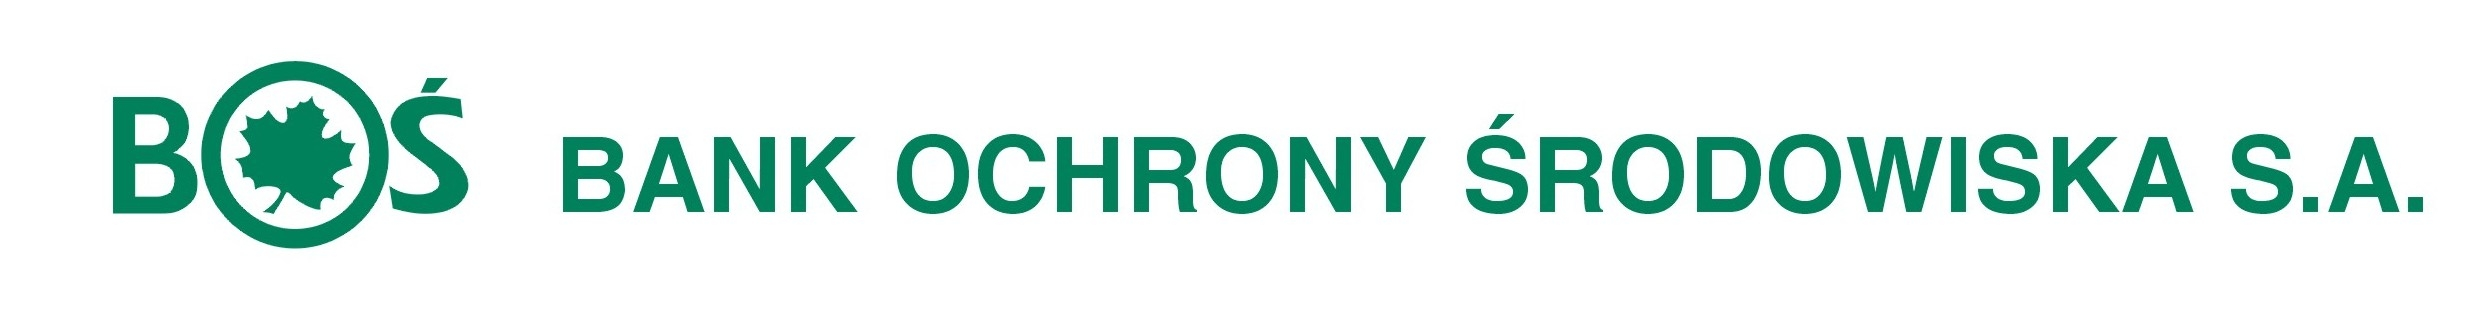 BOŚ BANK OCHRONY ŚRODOWISKA S.A.